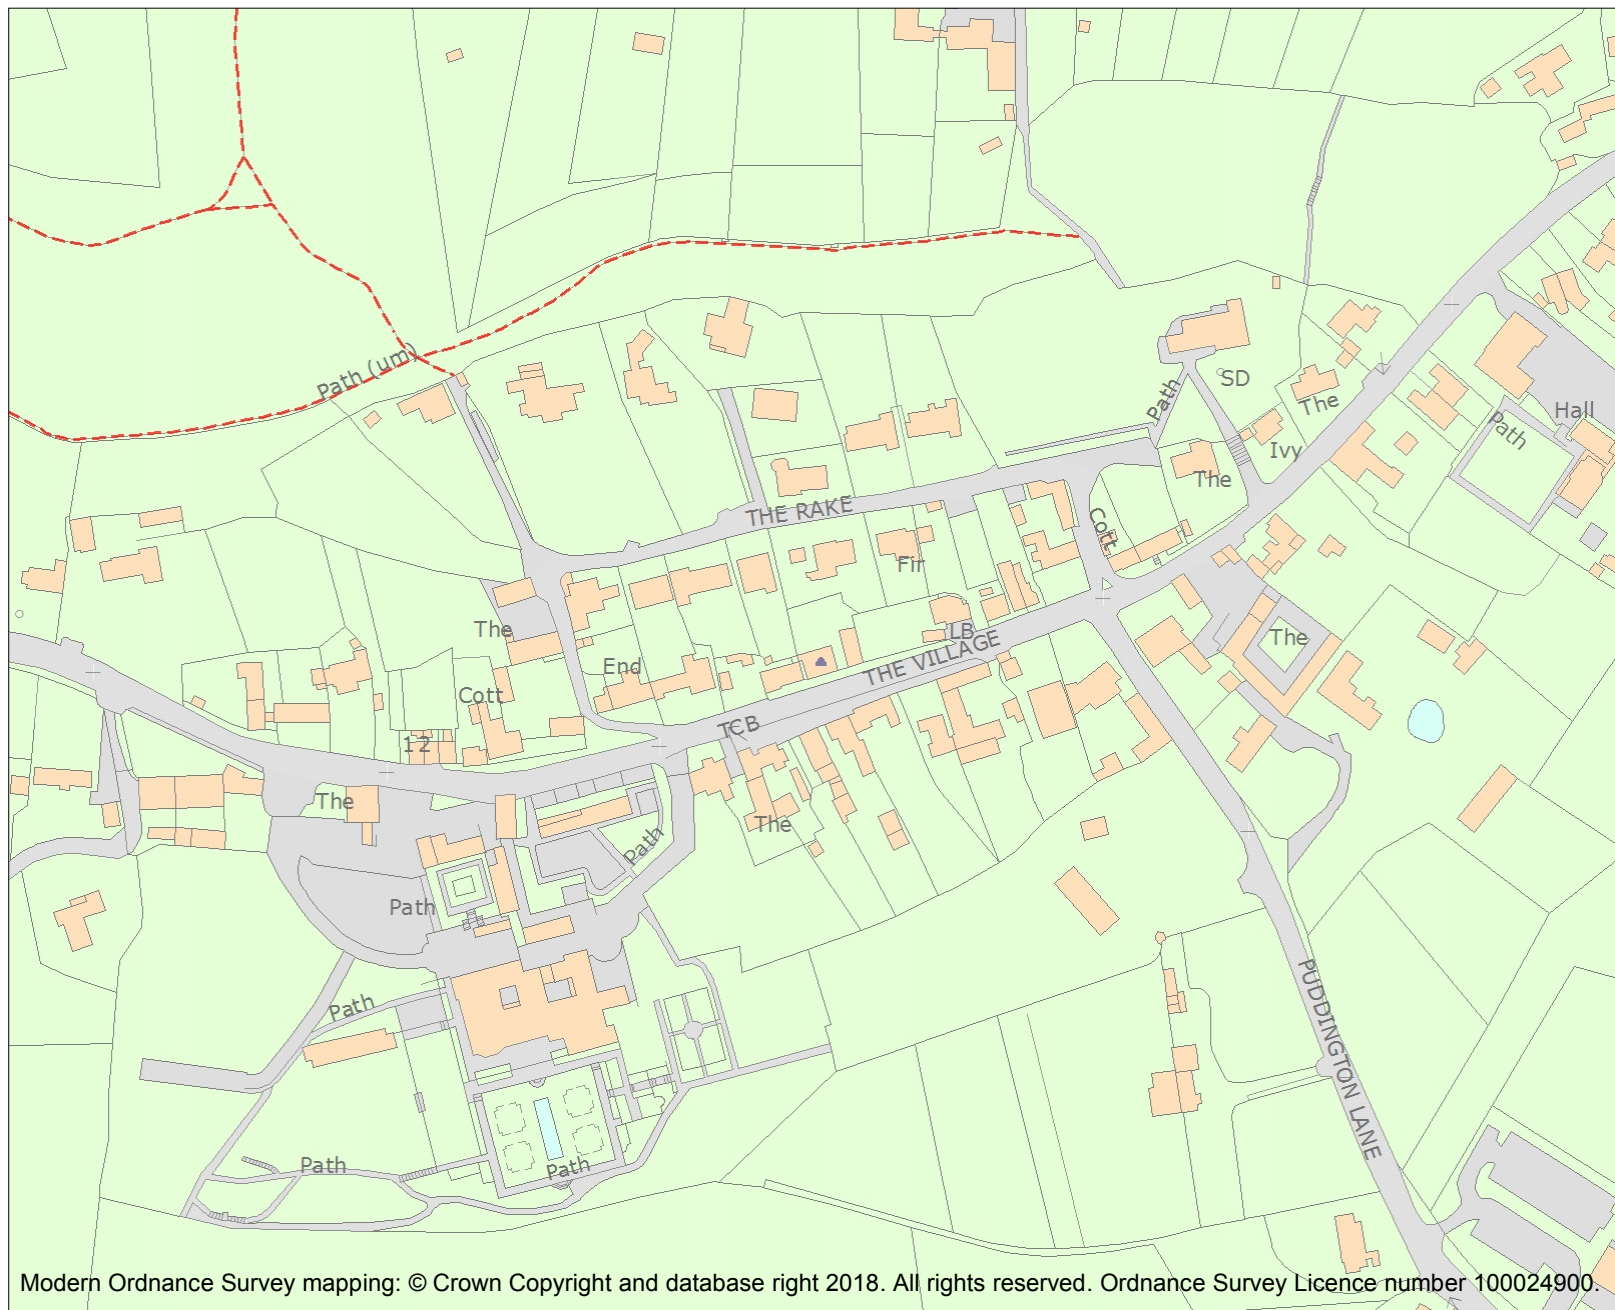 Path (um)
Path
SD
The
Hall
Path
Ivy
The
THE RAKE
Cott
Fir
The
LB
The
THE VILLAGE
End
Cott
TCB
12
The
The
Path
Path
PUDDINGTON LANE
Path
Path
Path
Modern Ordnance Survey mapping: © Crown Copyright and database right 2018. All rights reserved. Ordnance Survey Licence number 100024900.